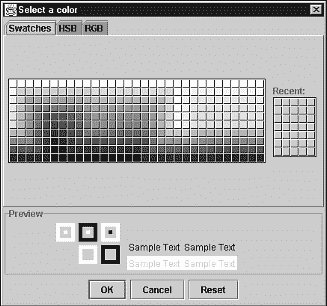 Select a color
Swatches HSB RGB
Recent:
Preview
Sample Text Sample Text
Sample Text Sample Text
OK Cancel Reset